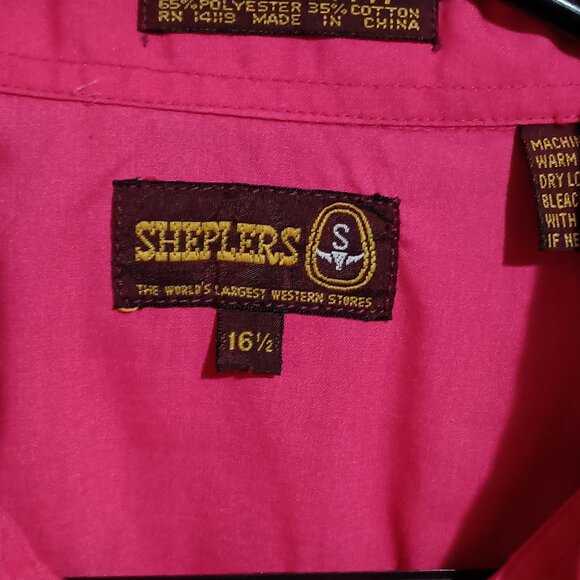 65% POLYESTER 35% COTTON
RN 14119 MADE IN CHINA
MACHI
WARM
DRY LO
BLEAC
WITH
IF NE
SHEPLERS
S
THE WORLD'S LARGEST WESTERN STORES
16½